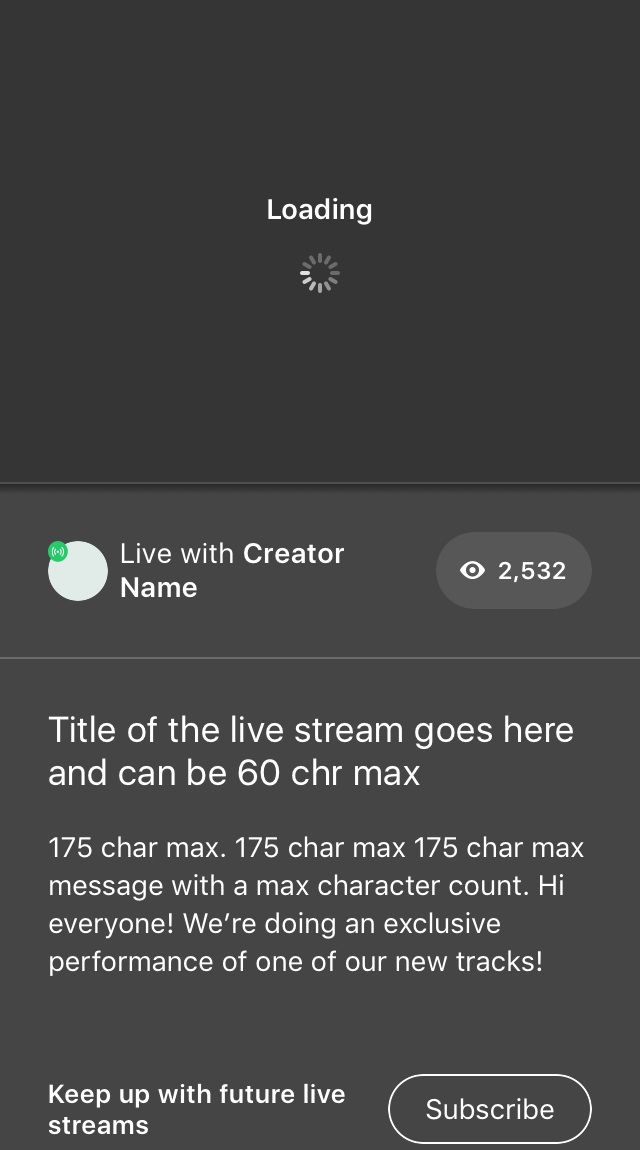 Loading
Live with Creator
Name
2,532
Title of the live stream goes here
and can be 60 chr max
175 char max. 175 char max 175 char max
message with a max character count. Hi
everyone! We’re doing an exclusive
performance of one of our new tracks!
Keep up with future live
streams
Subscribe